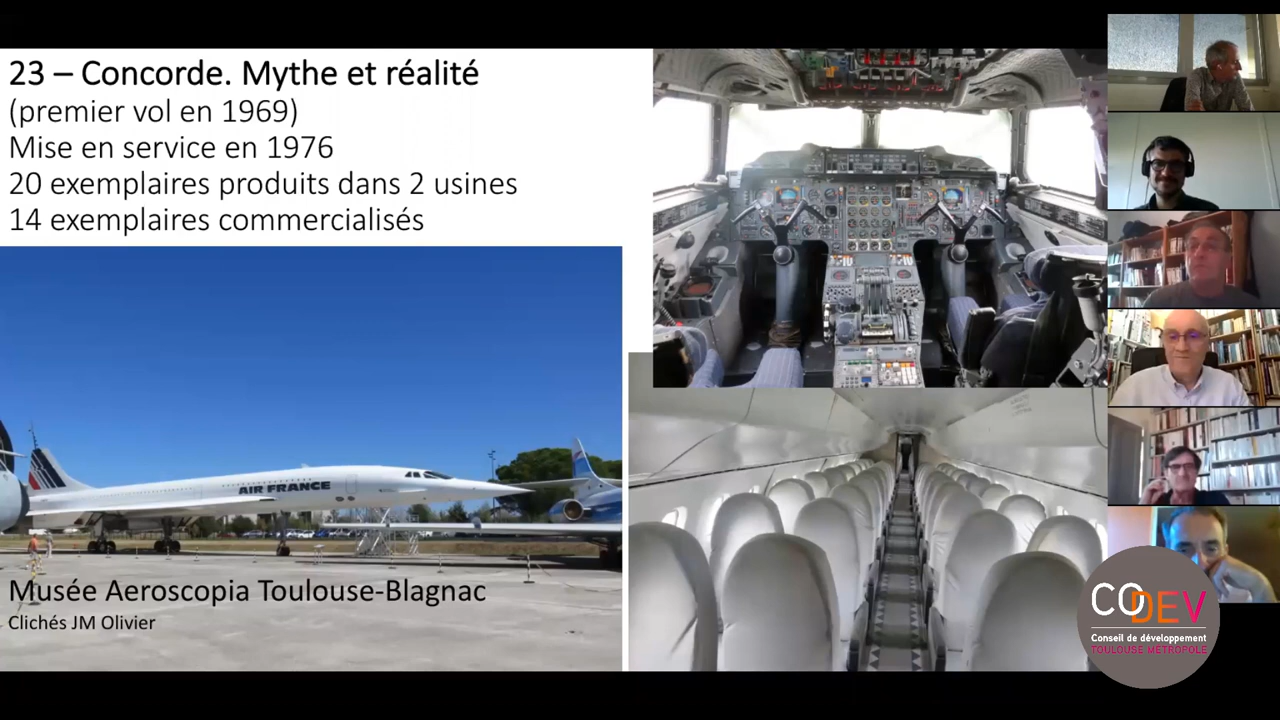 23 – Concorde. Mythe et réalité
(premier vol en 1969)
Mise en service en 1976
20 exemplaires produits dans 2 usines
14 exemplaires commercialisés
AIR FRANCE
Musée Aeroscopia Toulouse-Blagnac
Clichés JM Olivier
CODEV
Conseil de développement
TOULOUSE MÉTROPOLE